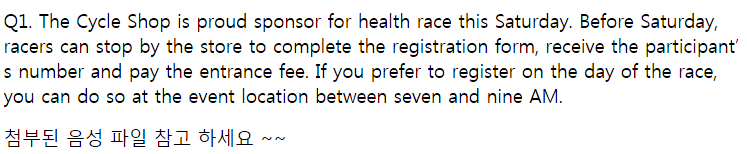 Q1. The Cycle Shop is proud sponsor for health race this Saturday. Before Saturday,
racers can stop by the store to complete the registration form, receive the participant'
s number and pay the entrance fee. If you prefer to register on the day of the race,
you can do so at the event location between seven and nine AM.
첨부된 음성 파일 참고 하세요 ~~